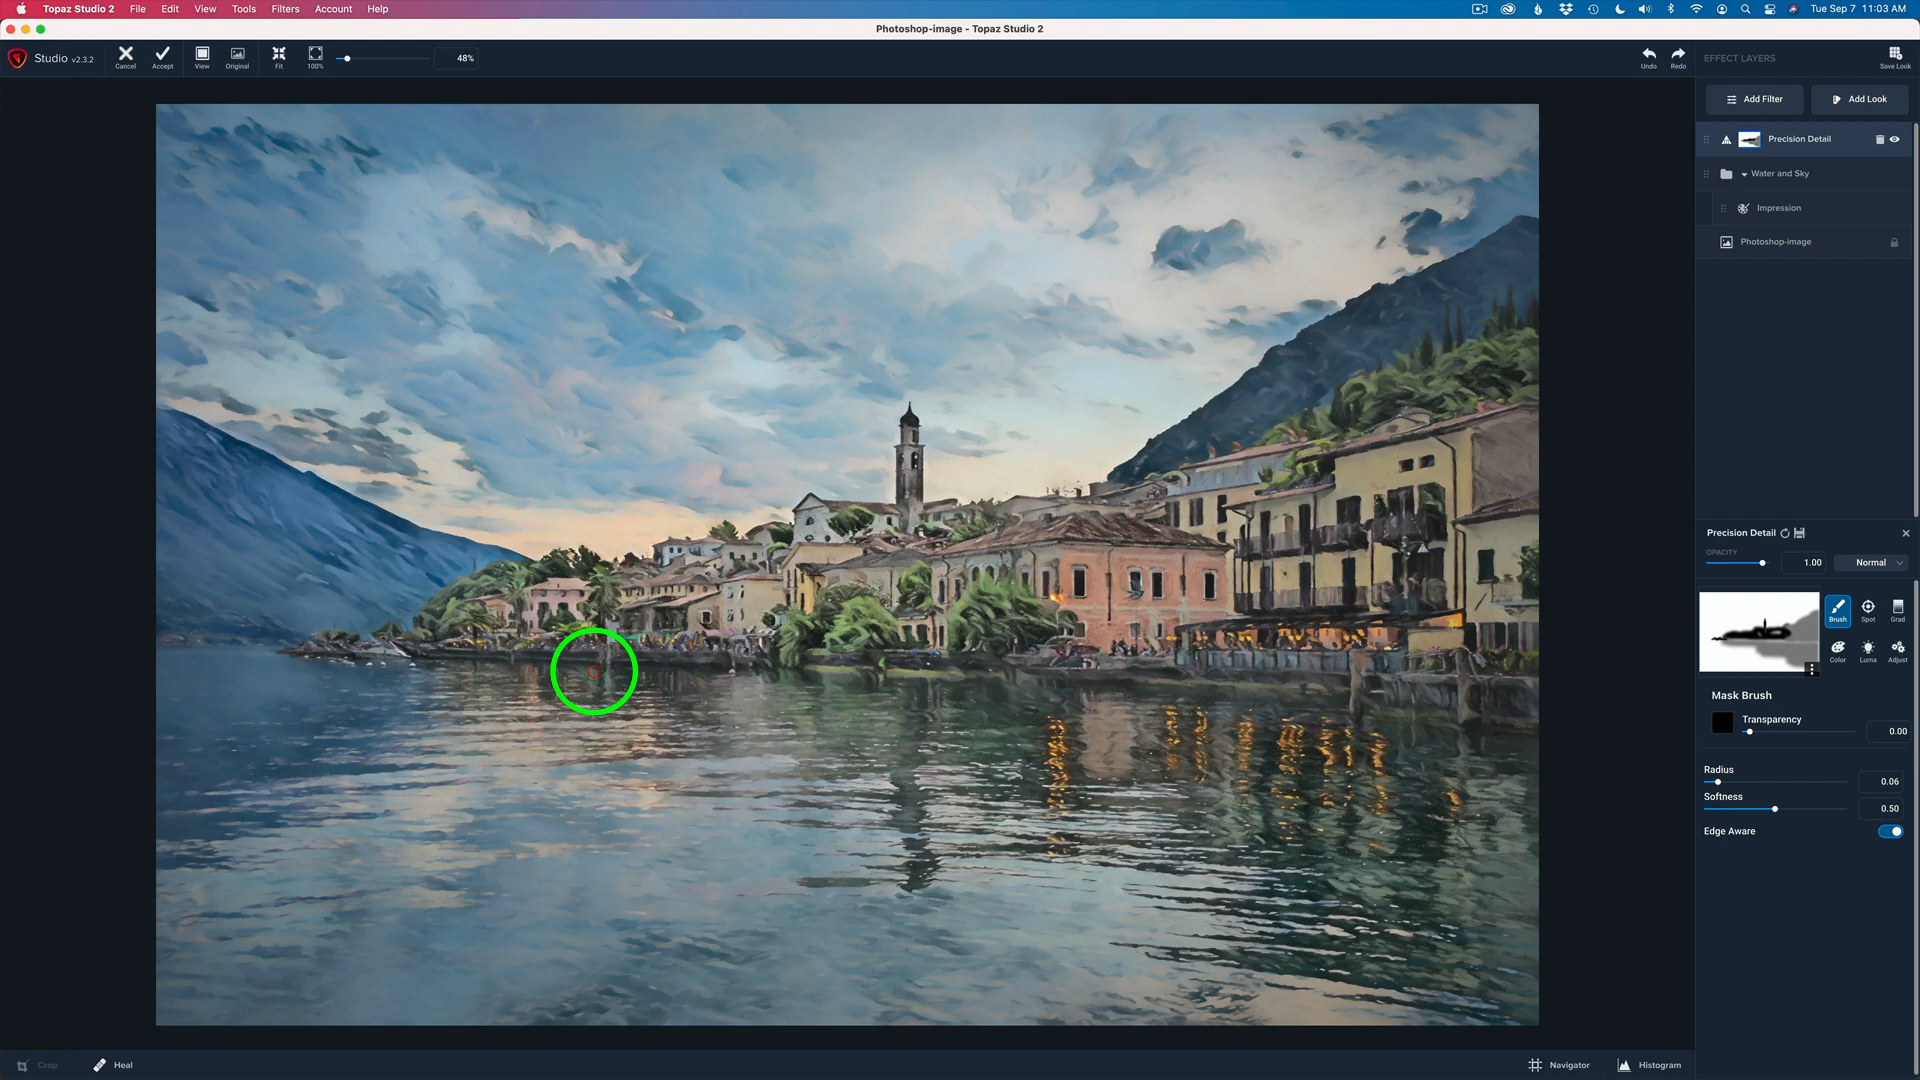 Topaz Studio 2 File Edit View Tools Filters Account Help Tue Sep 7 11:03 AM
Photoshop-image - Topaz Studio 2
Studio v2.3.2 Cancel Accept View Original Fit 100% 48% Undo Redo
EFFECT LAYERS Save Look
Add Filter Add Look
Precision Detail
Water and Sky
Impression
Photoshop-image
Precision Detail
OPACITY 1.00 Normal
Brush Spot Grad
Color Luma Adjust
Mask Brush
Transparency
0.00
Radius
0.06
Softness
0.50
Edge Aware
Crop Heal Navigator Histogram